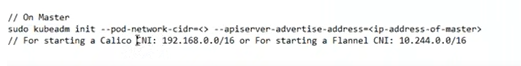 // On Master
sudo kubeadm init --pod-network-cidr=<> --apiserver-advertise-address=<ip-address-of-master>
// For starting a Calico CNI: 192.168.0.0/16 or For starting a Flannel CNI: 10.244.0.0/16